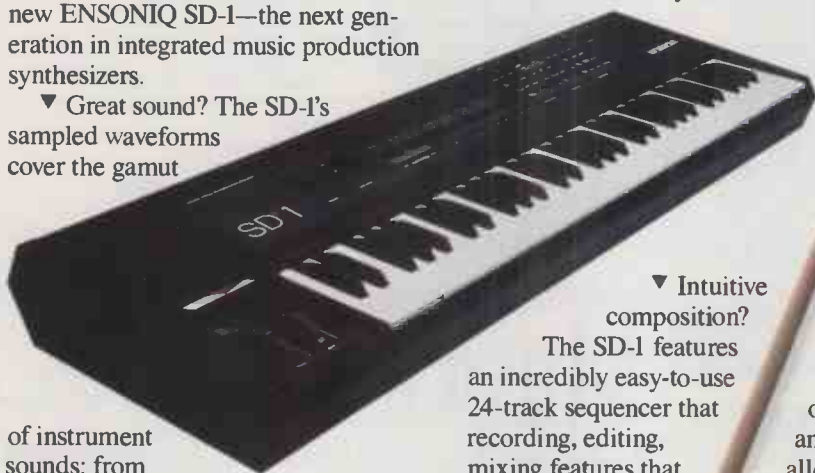 new ENSONIQ SD-1—the next gen-
eration in integrated music production
synthesizers.
▼ Great sound? The SD-1's
sampled waveforms
cover the gamut
of instrument
sounds: from
SD1
▼ Intuitive
composition?
The SD-1 features
an incredibly easy-to-use
24-track sequencer that
recording, editing,
mixing features that